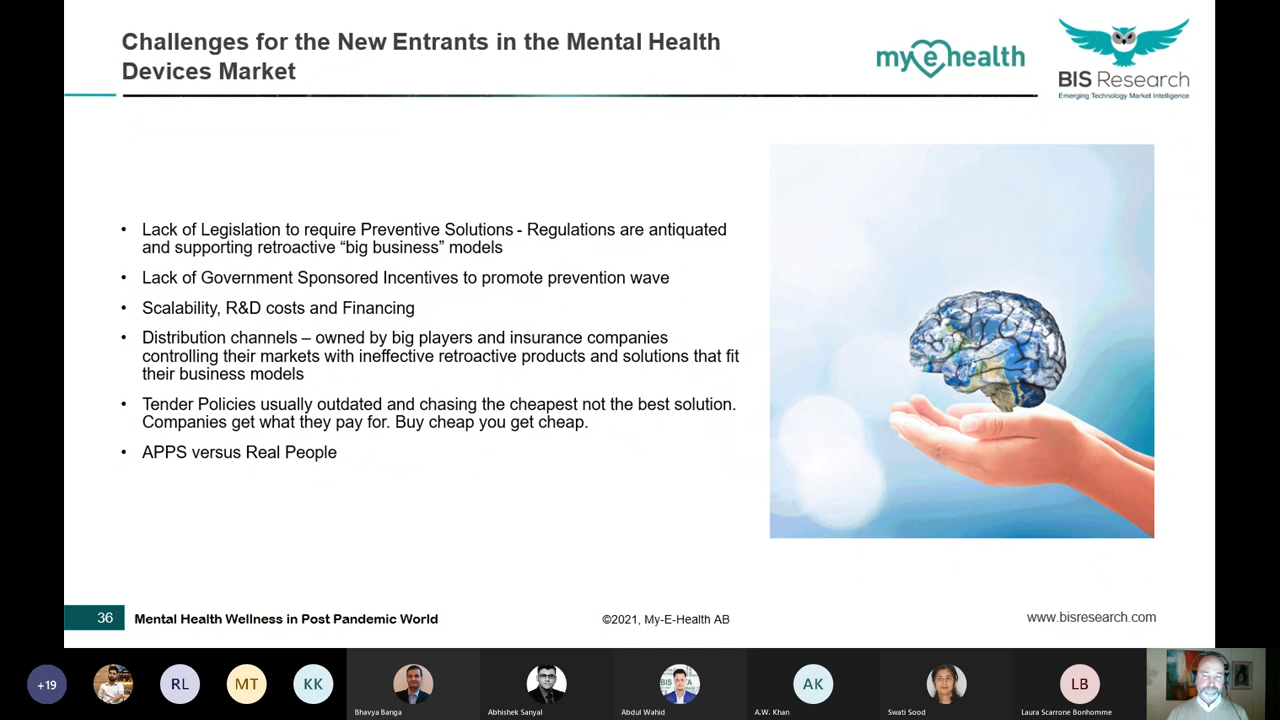 Challenges for the New Entrants in the Mental Health
Devices Market
my e health
BIS Research
Emerging Technology Market Intelligence
• Lack of Legislation to require Preventive Solutions - Regulations are antiquated
and supporting retroactive “big business” models
• Lack of Government Sponsored Incentives to promote prevention wave
• Scalability, R&D costs and Financing
• Distribution channels – owned by big players and insurance companies
controlling their markets with ineffective retroactive products and solutions that fit
their business models
• Tender Policies usually outdated and chasing the cheapest not the best solution.
Companies get what they pay for. Buy cheap you get cheap.
• APPS versus Real People
36
Mental Health Wellness in Post Pandemic World
©2021, My-E-Health AB
www.bisresearch.com
+19
RL
MT
KK
Bhavya Banga
Abhishek Sanyal
Abdul Wahid
AK
A.W. Khan
Swati Sood
LB
Laura Scarrone Bonhomme